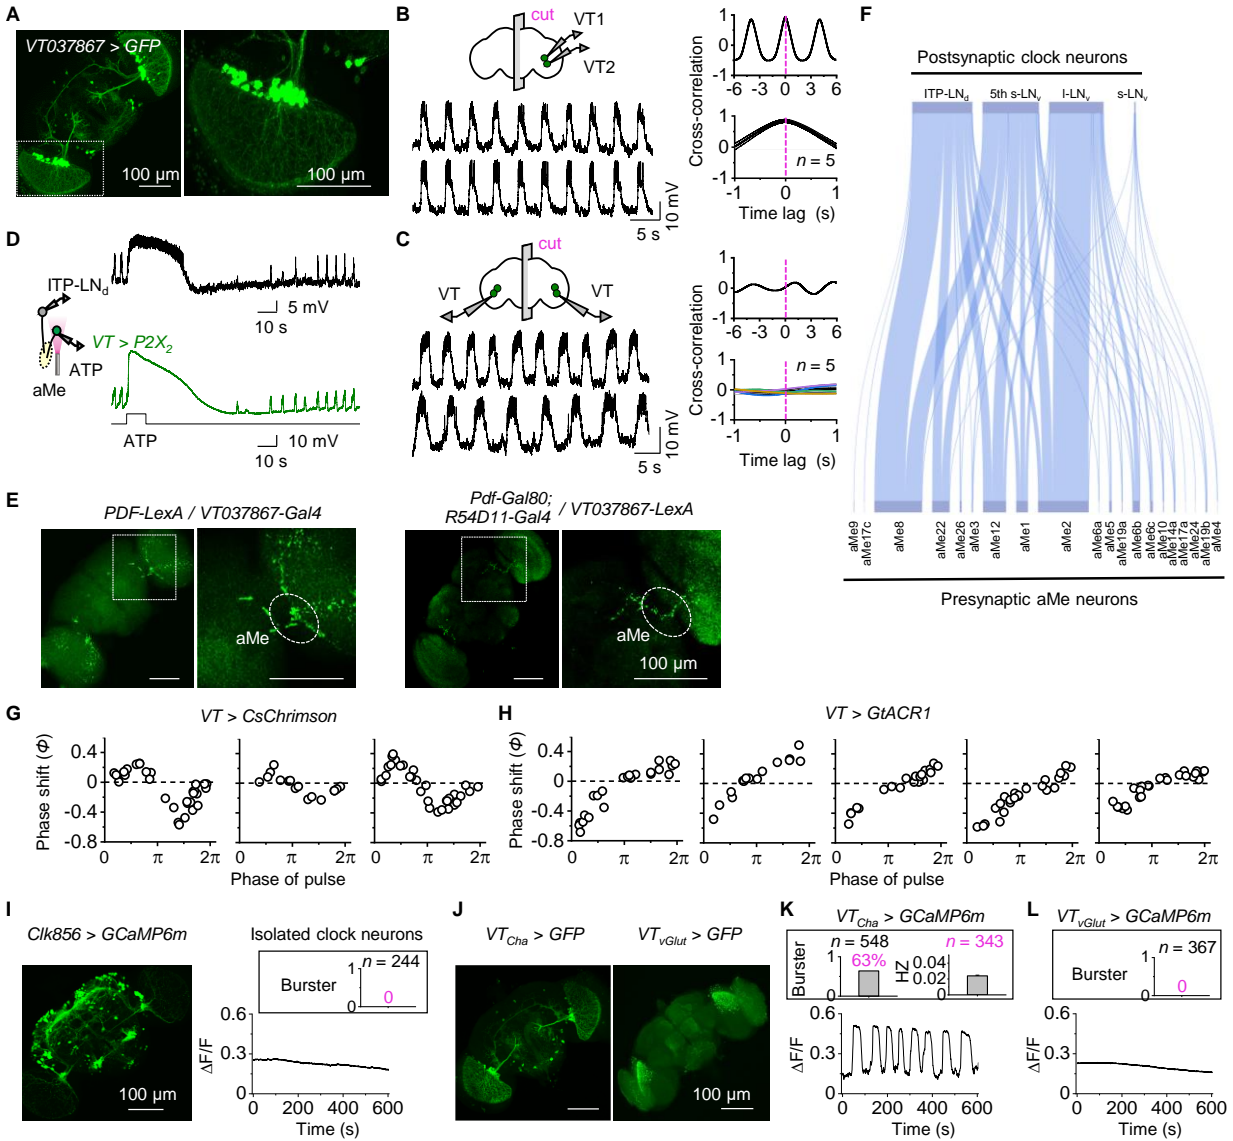 A
VT037867 > GFP
100 µm
100 µm
B
cut
VT1
VT2
5 s
10 mV
1
0
-1
-6
-3
0
3
6
Cross-correlation
1
0
-1
n = 5
-1
0
1
Time lag (s)
C
cut
VT
VT
5 s
10 mV
1
0
-1
-6
-3
0
3
6
Cross-correlation
1
0
-1
n = 5
-1
0
1
Time lag (s)
D
ITP-LNd
5 mV
10 s
VT > P2X2
ATP
aMe
ATP
10 mV
10 s
E
PDF-LexA / VT037867-Gal4
aMe
Pdf-Gal80;
R54D11-Gal4 / VT037867-LexA
aMe
100 µm
F
Postsynaptic clock neurons
ITP-LNd 5th s-LNv l-LNv s-LNv
aMe9
aMe17c
aMe8
aMe22
aMe26
aMe3
aMe12
aMe1
aMe2
aMe6a
aMe5
aMe19a
aMe6b
aMe6c
aMe10
aMe14a
aMe17a
aMe24
aMe19b
aMe4
Presynaptic aMe neurons
G
VT > CsChrimson
Phase shift (Φ)
0.4
0
-0.4
-0.8
0 π 2π
0 π 2π
0 π 2π
Phase of pulse
H
VT > GtACR1
Phase shift (Φ)
0.4
0
-0.4
-0.8
0 π 2π
0 π 2π
0 π 2π
0 π 2π
0 π 2π
Phase of pulse
I
Clk856 > GCaMP6m
100 µm
Isolated clock neurons
n = 244
Burster
1
0
0
0.6
0.3
0
ΔF/F
0 200 400 600
Time (s)
J
VTCha > GFP
VTvGlut > GFP
100 µm
K
VTCha > GCaMP6m
n = 548
63%
Burster
1
0
n = 343
HZ
0.04
0.02
0
0.6
0.3
0
ΔF/F
0 200 400 600
Time (s)
L
VTvGlut > GCaMP6m
n = 367
Burster
1
0
0
0.6
0.3
0
ΔF/F
0 200 400 600
Time (s)